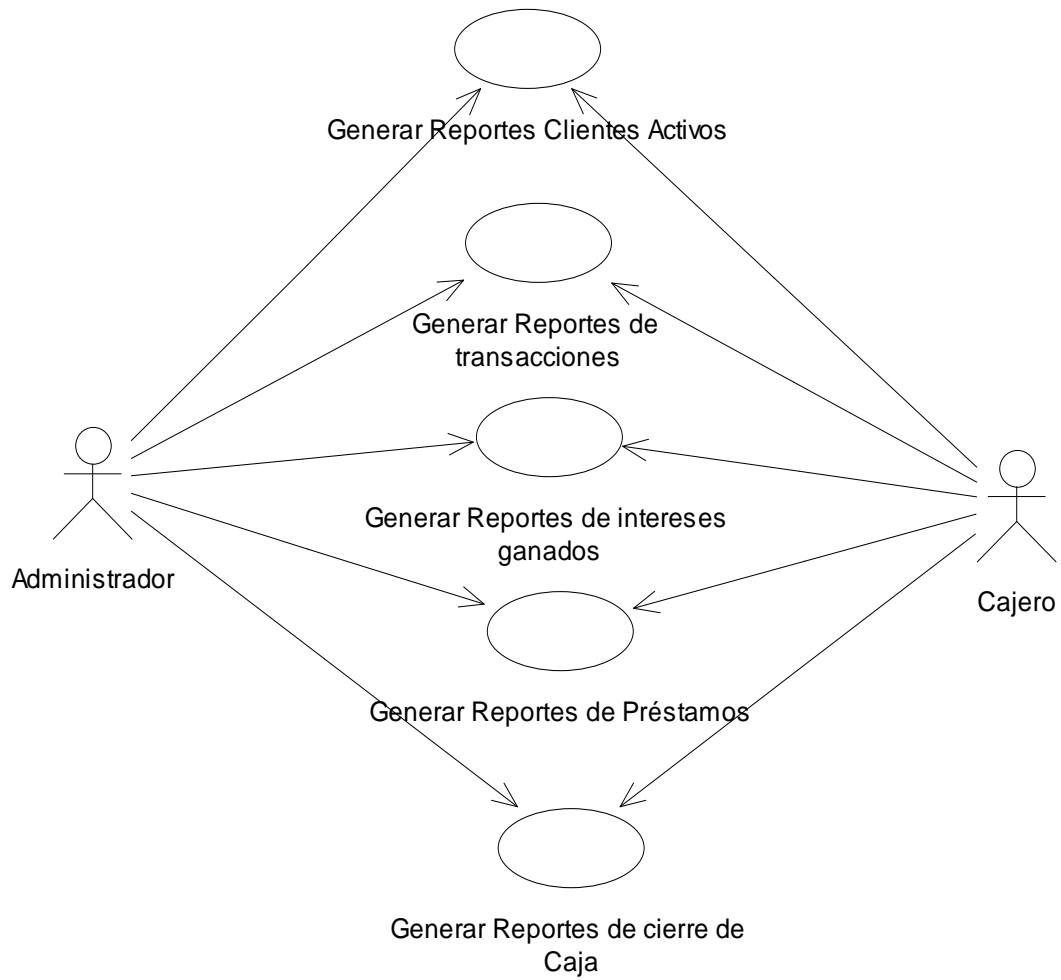 Generar Reportes Clientes Activos
Generar Reportes de
transacciones
Generar Reportes de intereses
ganados
Administrador
Cajero
Generar Reportes de Préstamos
Generar Reportes de cierre de
Caja